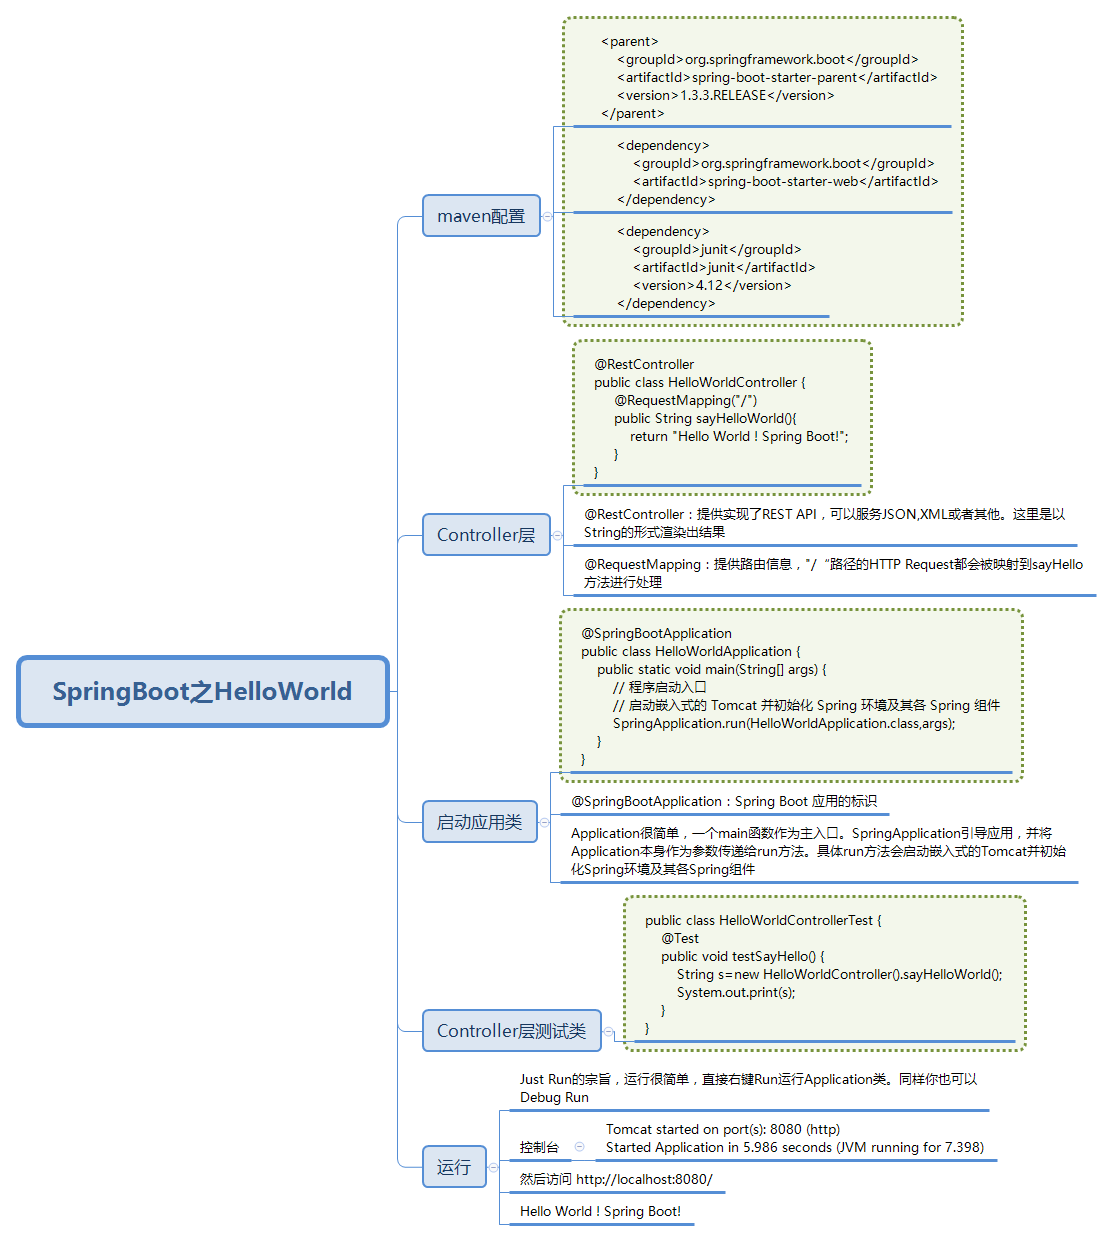 SpringBoot之HelloWorld
maven配置
<parent>
<groupId>org.springframework.boot</groupId>
<artifactId>spring-boot-starter-parent</artifactId>
<version>1.3.3.RELEASE</version>
</parent>
<dependency>
<groupId>org.springframework.boot</groupId>
<artifactId>spring-boot-starter-web</artifactId>
</dependency>
<dependency>
<groupId>junit</groupId>
<artifactId>junit</artifactId>
<version>4.12</version>
</dependency>
Controller层
@RestController
public class HelloWorldController {
@RequestMapping("/")
public String sayHelloWorld(){
return "Hello World ! Spring Boot!";
}
}
@RestController：提供实现了REST API，可以服务JSON,XML或者其他。这里是以
String的形式渲染出结果
@RequestMapping：提供路由信息，"/“路径的HTTP Request都会被映射到sayHello
方法进行处理
启动应用类
@SpringBootApplication
public class HelloWorldApplication {
public static void main(String[] args) {
// 程序启动入口
// 启动嵌入式的 Tomcat 并初始化 Spring 环境及其各 Spring 组件
SpringApplication.run(HelloWorldApplication.class,args);
}
}
@SpringBootApplication：Spring Boot 应用的标识
Application很简单，一个main函数作为主入口。SpringApplication引导应用，并将
Application本身作为参数传递给run方法。具体run方法会启动嵌入式的Tomcat并初始
化Spring环境及其各Spring组件
Controller层测试类
public class HelloWorldControllerTest {
@Test
public void testSayHello() {
String s=new HelloWorldController().sayHelloWorld();
System.out.print(s);
}
}
运行
Just Run的宗旨，运行很简单，直接右键Run运行Application类。同样你也可以
Debug Run
控制台
Tomcat started on port(s): 8080 (http)
Started Application in 5.986 seconds (JVM running for 7.398)
然后访问 http://localhost:8080/
Hello World ! Spring Boot!